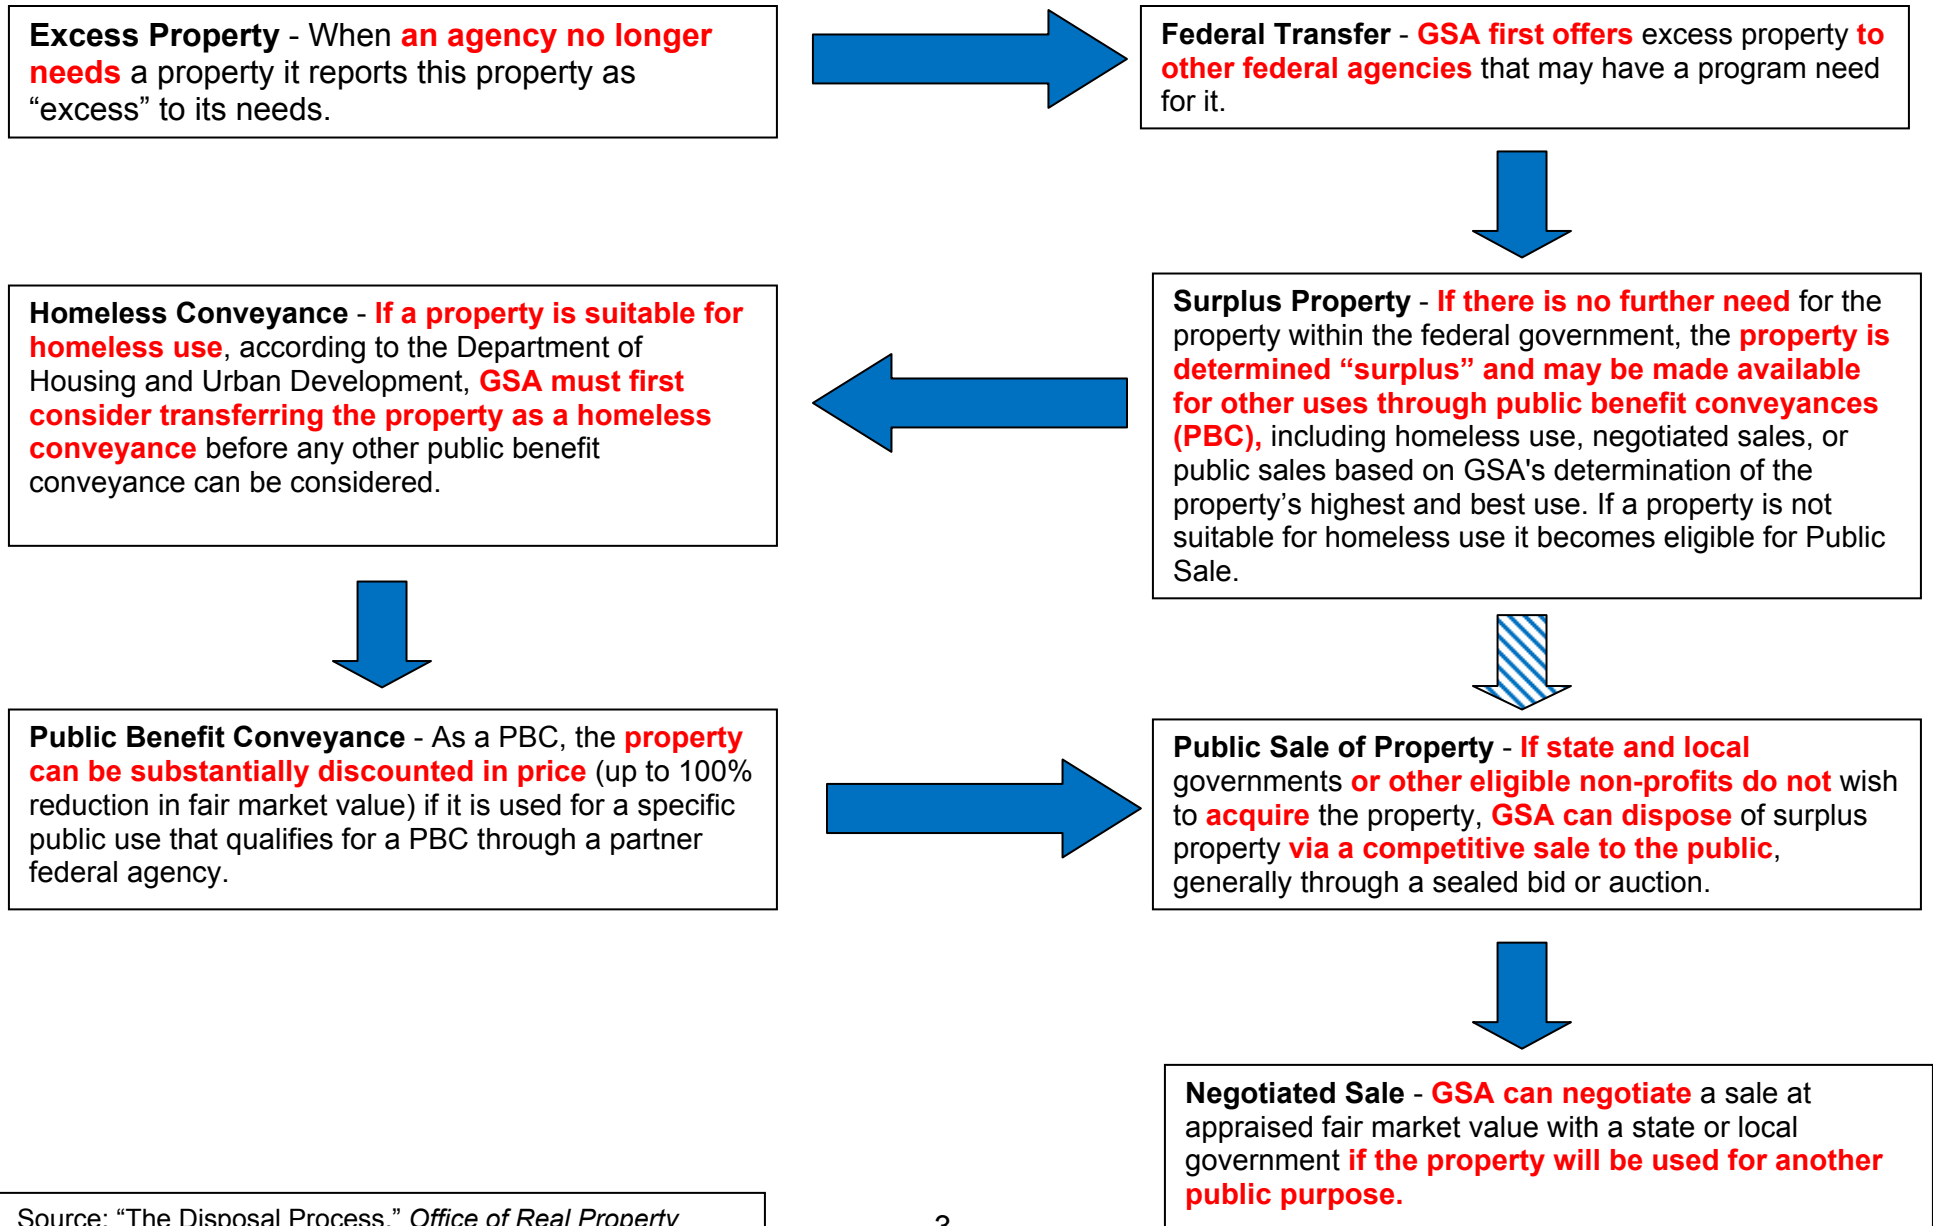 Excess Property - When an agency no longer
needs a property it reports this property as
“excess” to its needs.
Federal Transfer - GSA first offers excess property to
other federal agencies that may have a program need
for it.
Surplus Property - If there is no further need for the
property within the federal government, the property is
determined “surplus” and may be made available
for other uses through public benefit conveyances
(PBC), including homeless use, negotiated sales, or
public sales based on GSA's determination of the
property’s highest and best use. If a property is not
suitable for homeless use it becomes eligible for Public
Sale.
Homeless Conveyance - If a property is suitable for
homeless use, according to the Department of
Housing and Urban Development, GSA must first
consider transferring the property as a homeless
conveyance before any other public benefit
conveyance can be considered.
Public Benefit Conveyance - As a PBC, the property
can be substantially discounted in price (up to 100%
reduction in fair market value) if it is used for a specific
public use that qualifies for a PBC through a partner
federal agency.
Public Sale of Property - If state and local
governments or other eligible non-profits do not wish
to acquire the property, GSA can dispose of surplus
property via a competitive sale to the public,
generally through a sealed bid or auction.
Negotiated Sale - GSA can negotiate a sale at
appraised fair market value with a state or local
government if the property will be used for another
public purpose.
Source: “The Disposal Process,” Office of Real Property
3